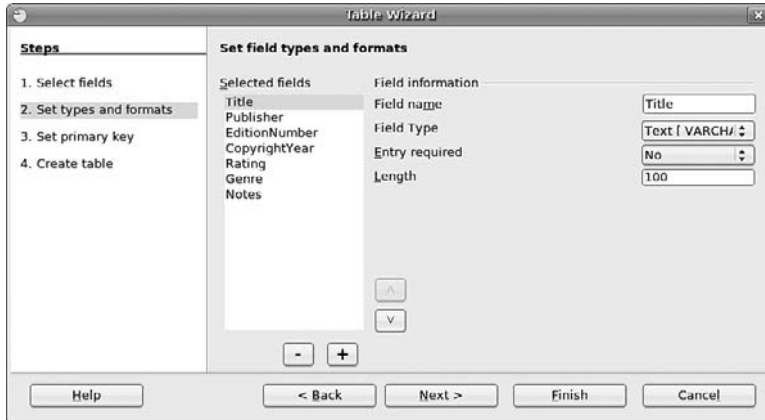 Table Wizard
Steps
1. Select fields
2. Set types and formats
3. Set primary key
4. Create table
Set field types and formats
Selected fields
Title
Publisher
EditionNumber
CopyrightYear
Rating
Genre
Notes
Field information
Field name Title
Field Type Text [ VARCHA
Entry required No
Length 100
- +
Help < Back Next > Finish Cancel